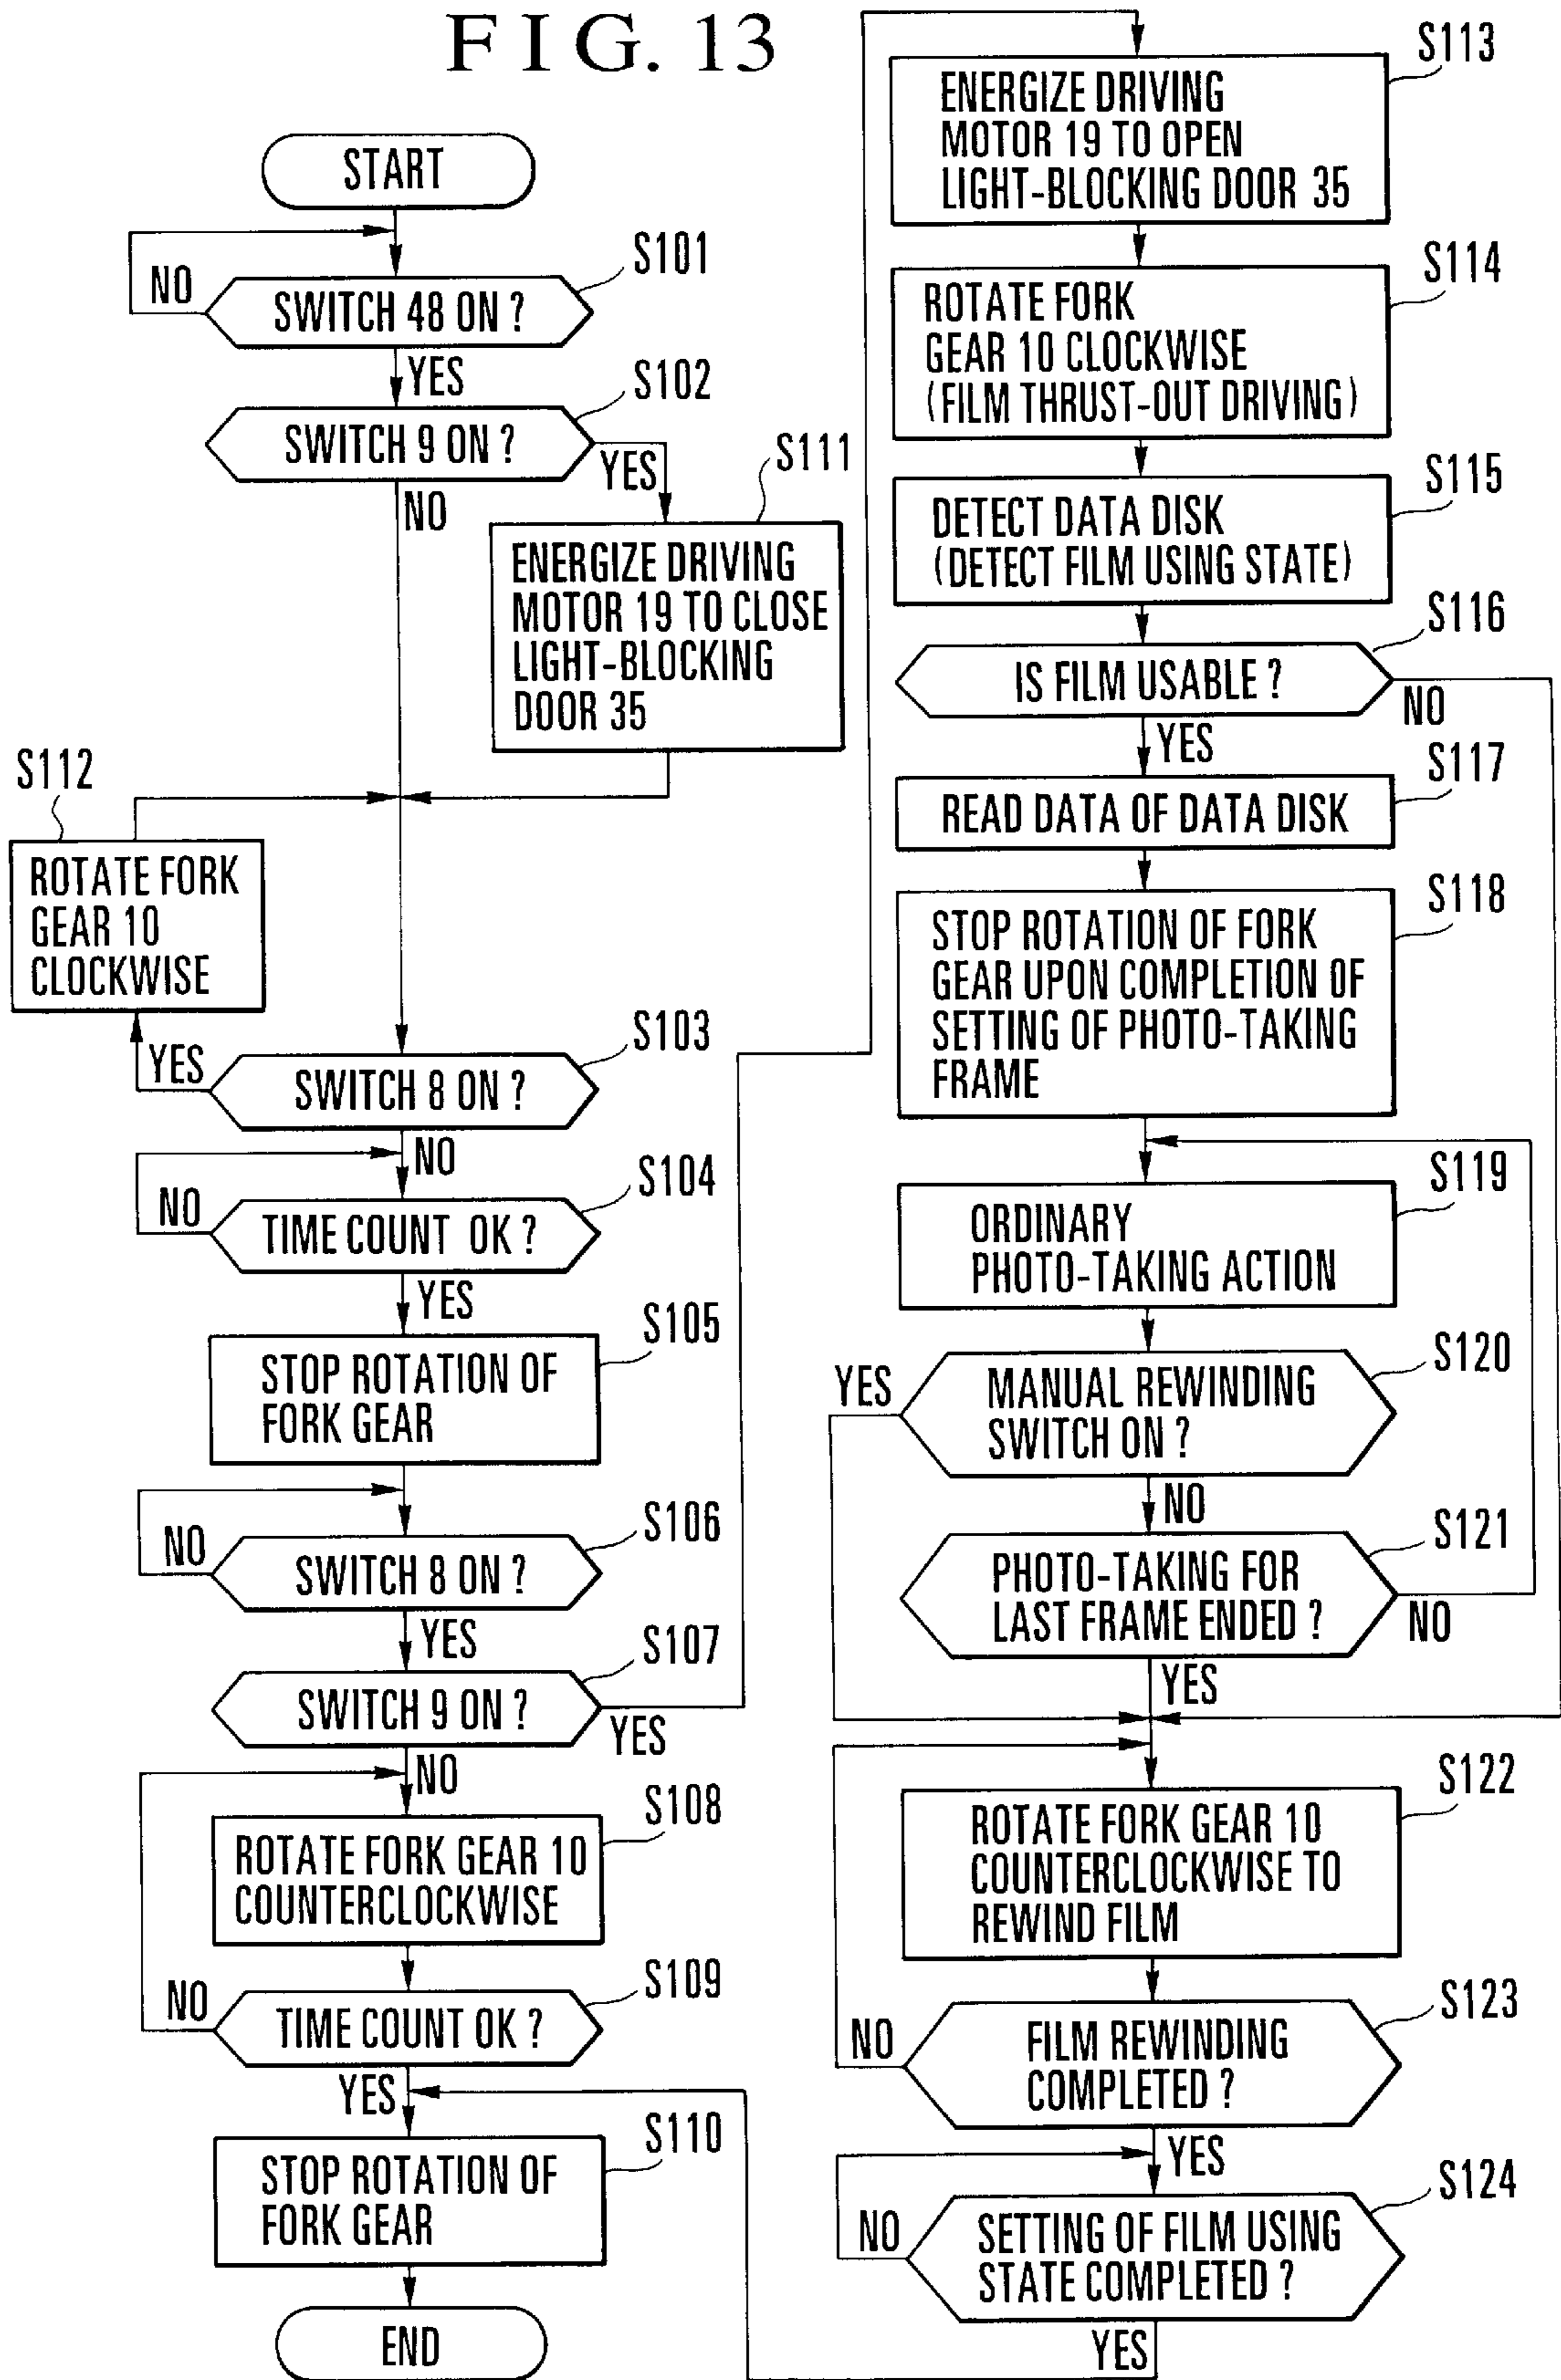 FIG. 13
START
S101
NO
SWITCH 48 ON ?
YES
S102
SWITCH 9 ON ?
YES
S111
NO
ENERGIZE DRIVING
MOTOR 19 TO CLOSE
LIGHT-BLOCKING
DOOR 35
S112
ROTATE FORK
GEAR 10
CLOCKWISE
S103
YES
SWITCH 8 ON ?
NO
S104
NO
TIME COUNT OK ?
YES
S105
STOP ROTATION OF
FORK GEAR
S106
NO
SWITCH 8 ON ?
YES
S107
SWITCH 9 ON ?
YES
NO
S108
ROTATE FORK GEAR 10
COUNTERCLOCKWISE
S109
NO
TIME COUNT OK ?
YES
S110
STOP ROTATION OF
FORK GEAR
END
S113
ENERGIZE DRIVING
MOTOR 19 TO OPEN
LIGHT-BLOCKING DOOR 35
S114
ROTATE FORK
GEAR 10 CLOCKWISE
(FILM THRUST-OUT DRIVING)
S115
DETECT DATA DISK
(DETECT FILM USING STATE)
S116
IS FILM USABLE ?
NO
YES
S117
READ DATA OF DATA DISK
S118
STOP ROTATION OF FORK
GEAR UPON COMPLETION OF
SETTING OF PHOTO-TAKING
FRAME
S119
ORDINARY
PHOTO-TAKING ACTION
S120
YES
MANUAL REWINDING
SWITCH ON ?
NO
S121
PHOTO-TAKING FOR
LAST FRAME ENDED ?
NO
YES
S122
ROTATE FORK GEAR 10
COUNTERCLOCKWISE TO
REWIND FILM
S123
NO
FILM REWINDING
COMPLETED ?
YES
S124
NO
SETTING OF FILM USING
STATE COMPLETED ?
YES